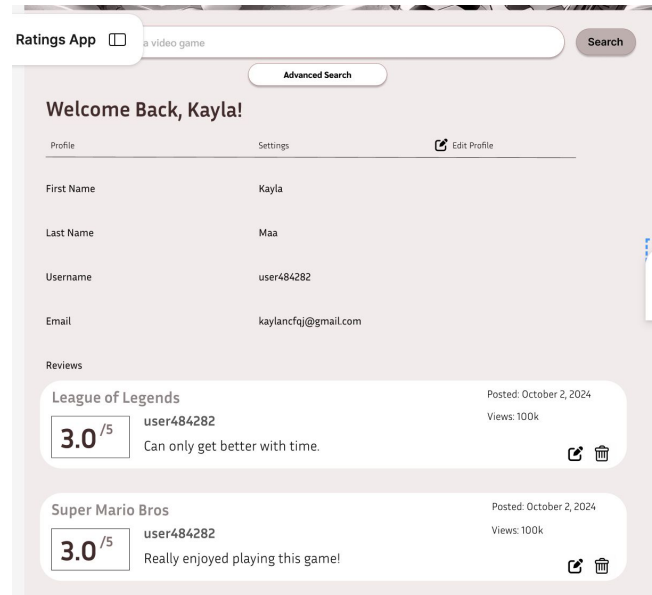 Ratings App
a video game
Search
Advanced Search
Welcome Back, Kayla!
Profile Settings Edit Profile
First Name Kayla
Last Name Maa
Username user484282
Email kaylancfqj@gmail.com
Reviews
League of Legends Posted: October 2, 2024
user484282 Views: 100k
3.0/5
Can only get better with time.
Super Mario Bros Posted: October 2, 2024
user484282 Views: 100k
3.0/5
Really enjoyed playing this game!